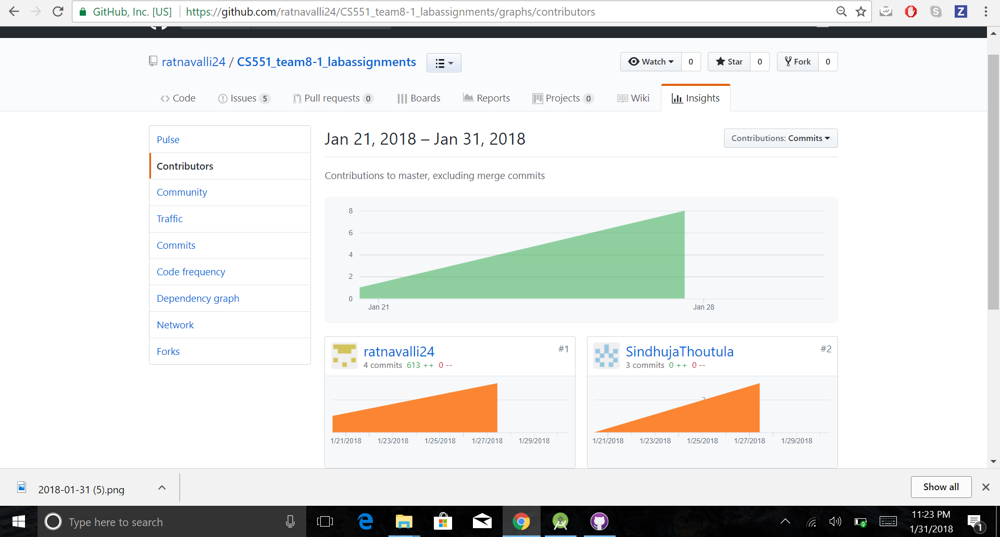 GitHub, Inc. [US] https://github.com/ratnavalli24/CS551_team8-1_labassignments/graphs/contributors
ratnavalli24 / CS551_team8-1_labassignments
Watch 0 Star 0 Fork 0
Code Issues 5 Pull requests 0 Boards Reports Projects 0 Wiki Insights
Pulse
Contributors
Community
Traffic
Commits
Code frequency
Dependency graph
Network
Forks
Jan 21, 2018 – Jan 31, 2018
Contributions: Commits
Contributions to master, excluding merge commits
8
6
4
2
0
Jan 21 Jan 28
ratnavalli24 #1
4 commits 613 ++ 0 --
1/21/2018 1/23/2018 1/25/2018 1/27/2018 1/29/2018
SindhujaThoutula #2
3 commits 0 ++ 0 --
2
1/21/2018 1/23/2018 1/25/2018 1/27/2018 1/29/2018
2018-01-31 (5).png
Show all
Type here to search
11:23 PM
1/31/2018
1